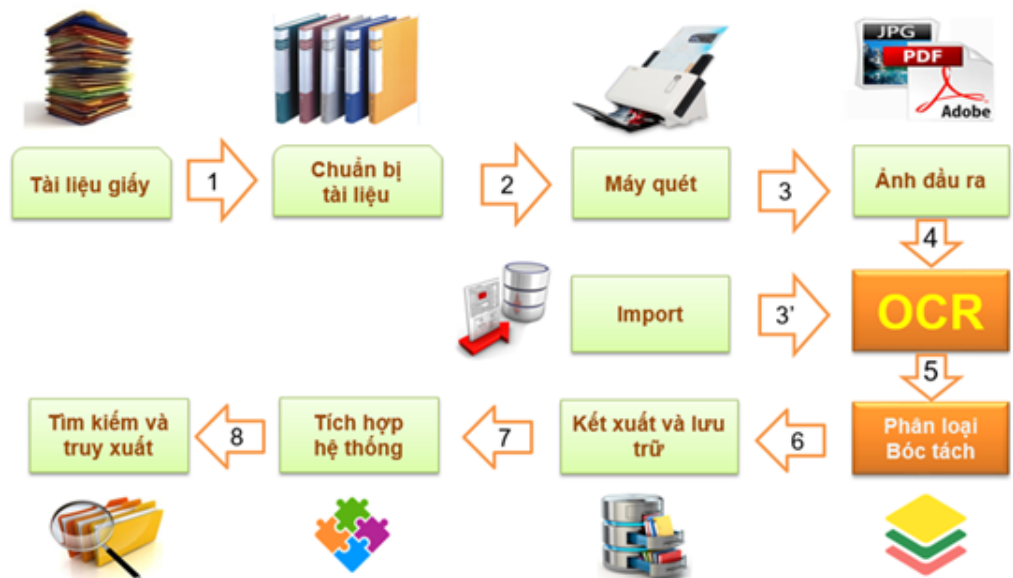 JPG
PDF
Adobe
Tài liệu giấy
1
Chuẩn bị
tài liệu
2
Máy quét
3
Ảnh đầu ra
4
Import
3'
OCR
5
Tìm kiếm và
truy xuất
8
Tích hợp
hệ thống
7
Kết xuất và lưu
trữ
6
Phân loại
Bóc tách